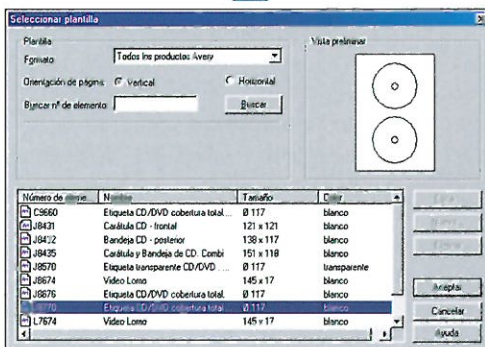 Seleccionar plantilla
Plantilla
Formato: Todos los productos Avery
Orientación de página: Vertical Horizontal
Buscar nº de elemento: Buscar
Vista preliminar
Número de Nombre Tamaño
C9660 Etiqueta CD/DVD cobertura total... Ø 117 blanco
J8431 Carátula CD - frontal 121 x 121 blanco
J8432 Bandeja CD - posterior 138 x 117 blanco
J8435 Carátula y Bandeja de CD. Combi 151 x 118 blanco
J8570 Etiqueta transparente CD/DVD ... Ø 117 transparente
J8674 Video Lomo 145 x 17 blanco
J8676 Etiqueta CD/DVD cobertura total. Ø 117 blanco
Etiqueta CD/DVD cobertura total Ø 117 blanco
L7674 Video Lomo 145 x 17 blanco
Aceptar
Cancelar
Ayuda